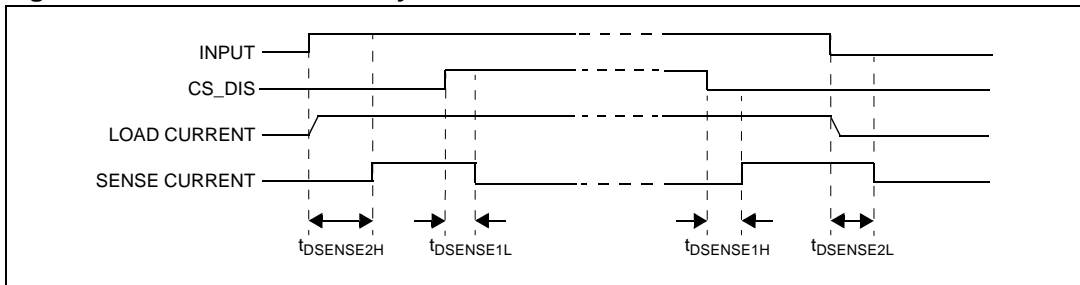 INPUT
CS_DIS
LOAD CURRENT
SENSE CURRENT
tDSENSE2H
tDSENSE1L
tDSENSE1H
tDSENSE2L